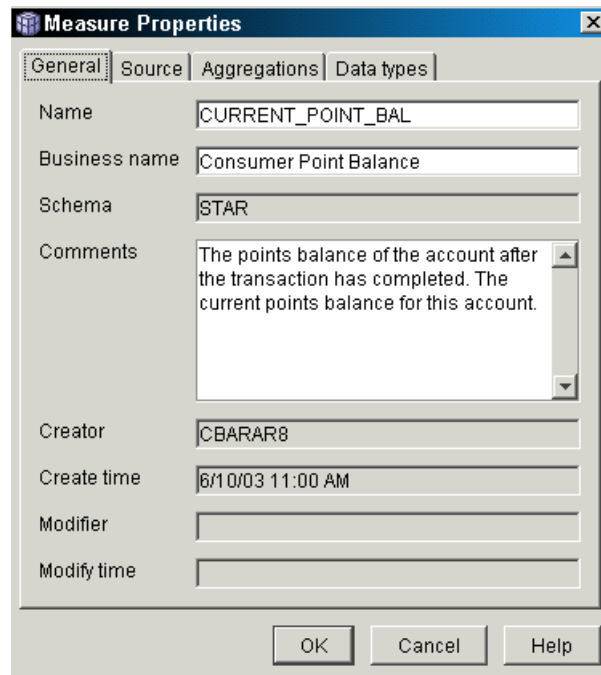 Measure Properties
General Source Aggregations Data types
Name CURRENT_POINT_BAL
Business name Consumer Point Balance
Schema STAR
Comments The points balance of the account after
the transaction has completed. The
current points balance for this account.
Creator CBARAR8
Create time 6/10/03 11:00 AM
Modifier
Modify time
OK Cancel Help